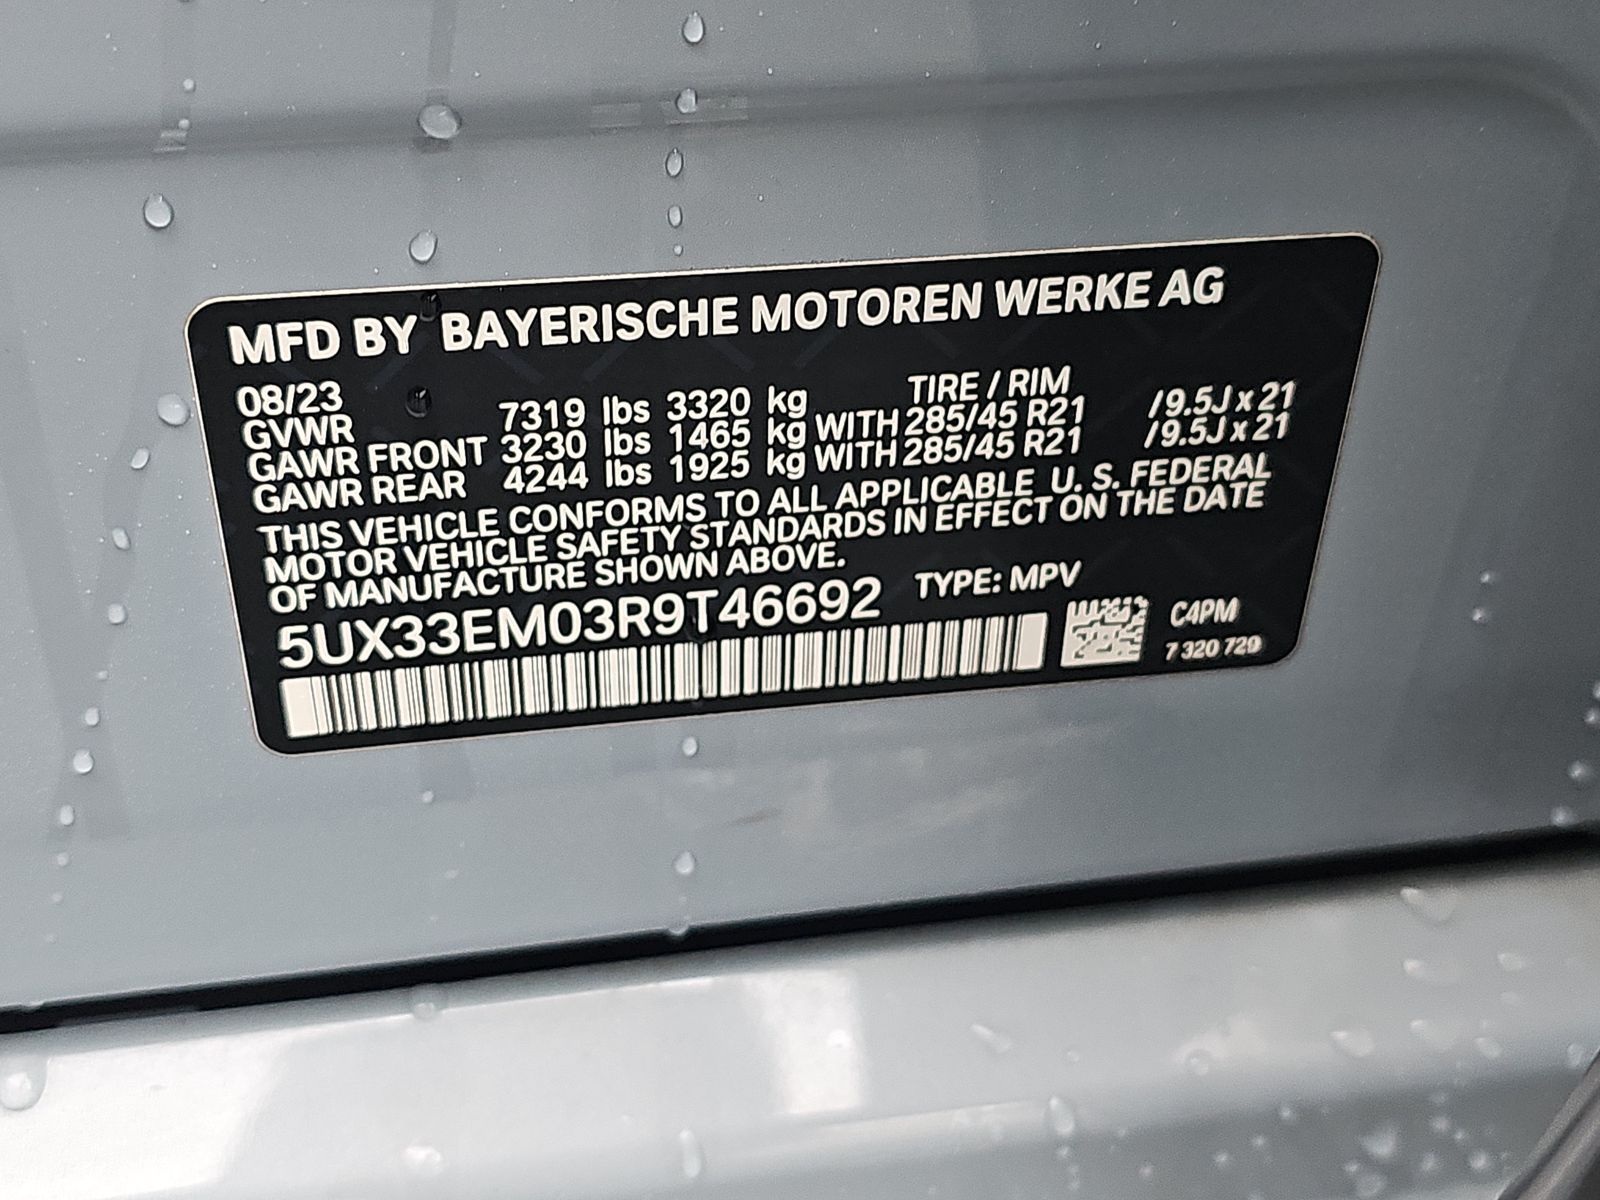 MFD BY BAYERISCHE MOTOREN WERKE AG
08/23 TIRE / RIM
GVWR 7319 lbs 3320 kg
GAWR FRONT 3230 lbs 1465 kg WITH 285/45 R21 /9.5J x 21
GAWR REAR 4244 lbs 1925 kg WITH 285/45 R21 /9.5J x 21
THIS VEHICLE CONFORMS TO ALL APPLICABLE U. S. FEDERAL
MOTOR VEHICLE SAFETY STANDARDS IN EFFECT ON THE DATE
OF MANUFACTURE SHOWN ABOVE.
5UX33EM03R9T46692 TYPE: MPV
C4PM
7 320 729